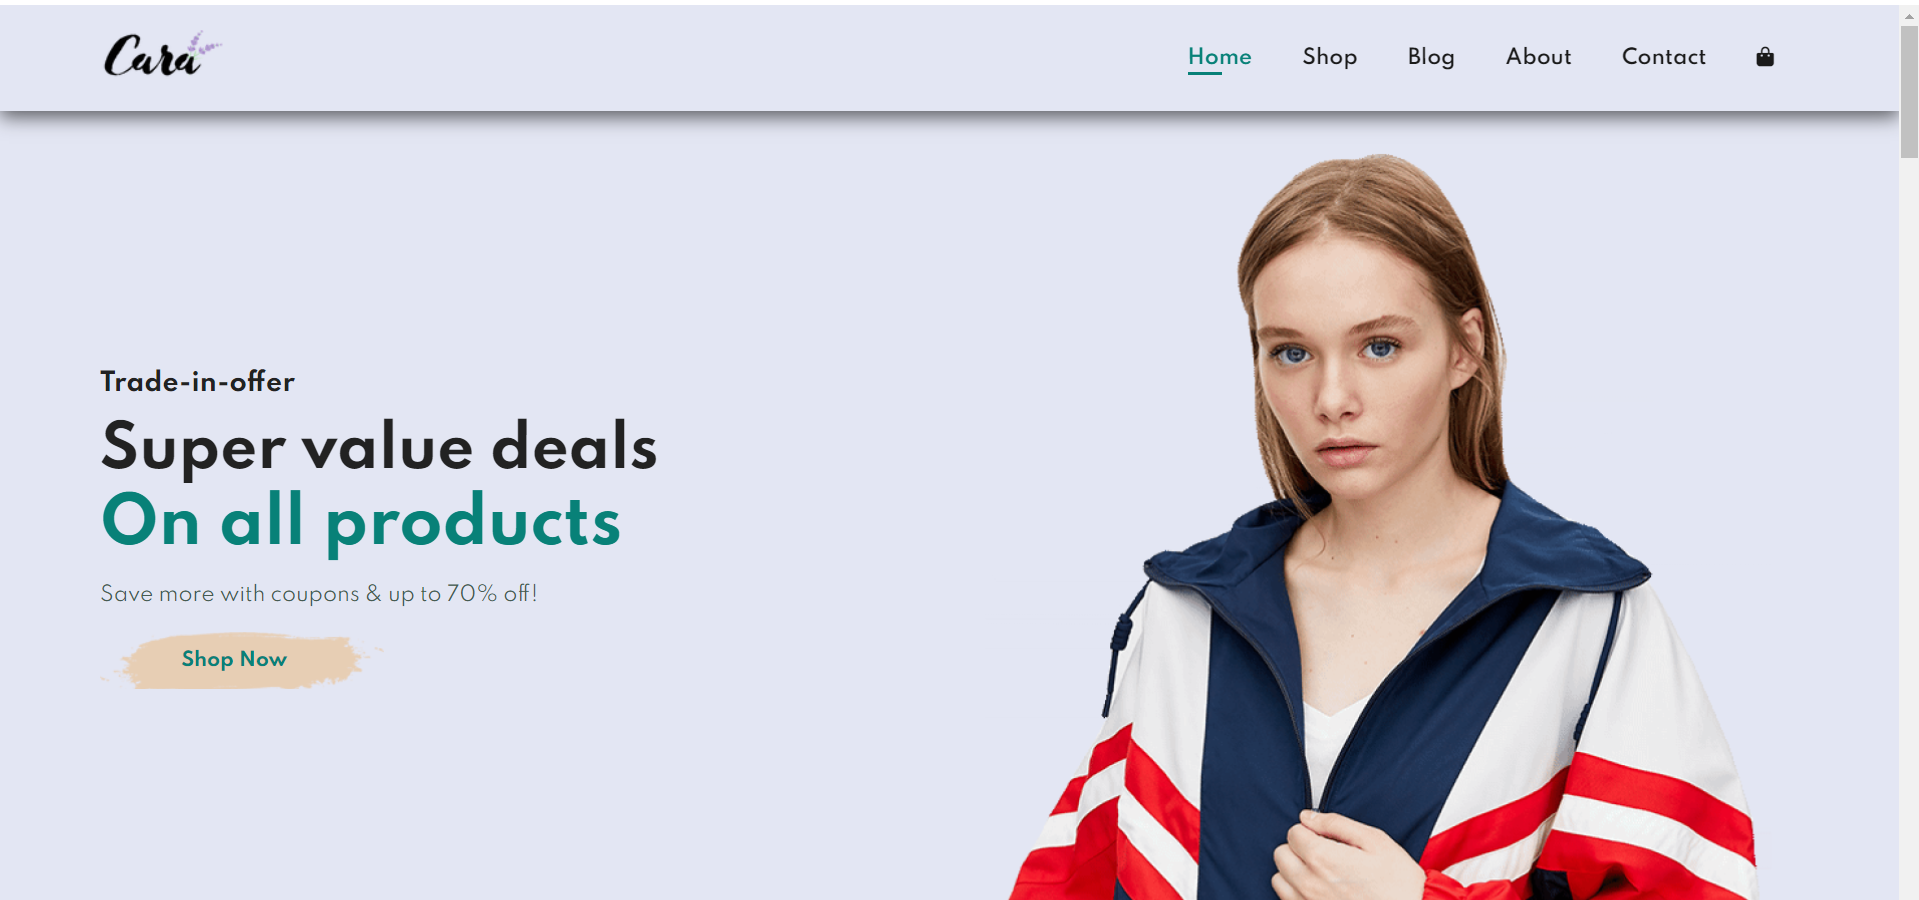 Cara
Home Shop Blog About Contact
Trade-in-offer
Super value deals
On all products
Save more with coupons & up to 70% off!
Shop Now